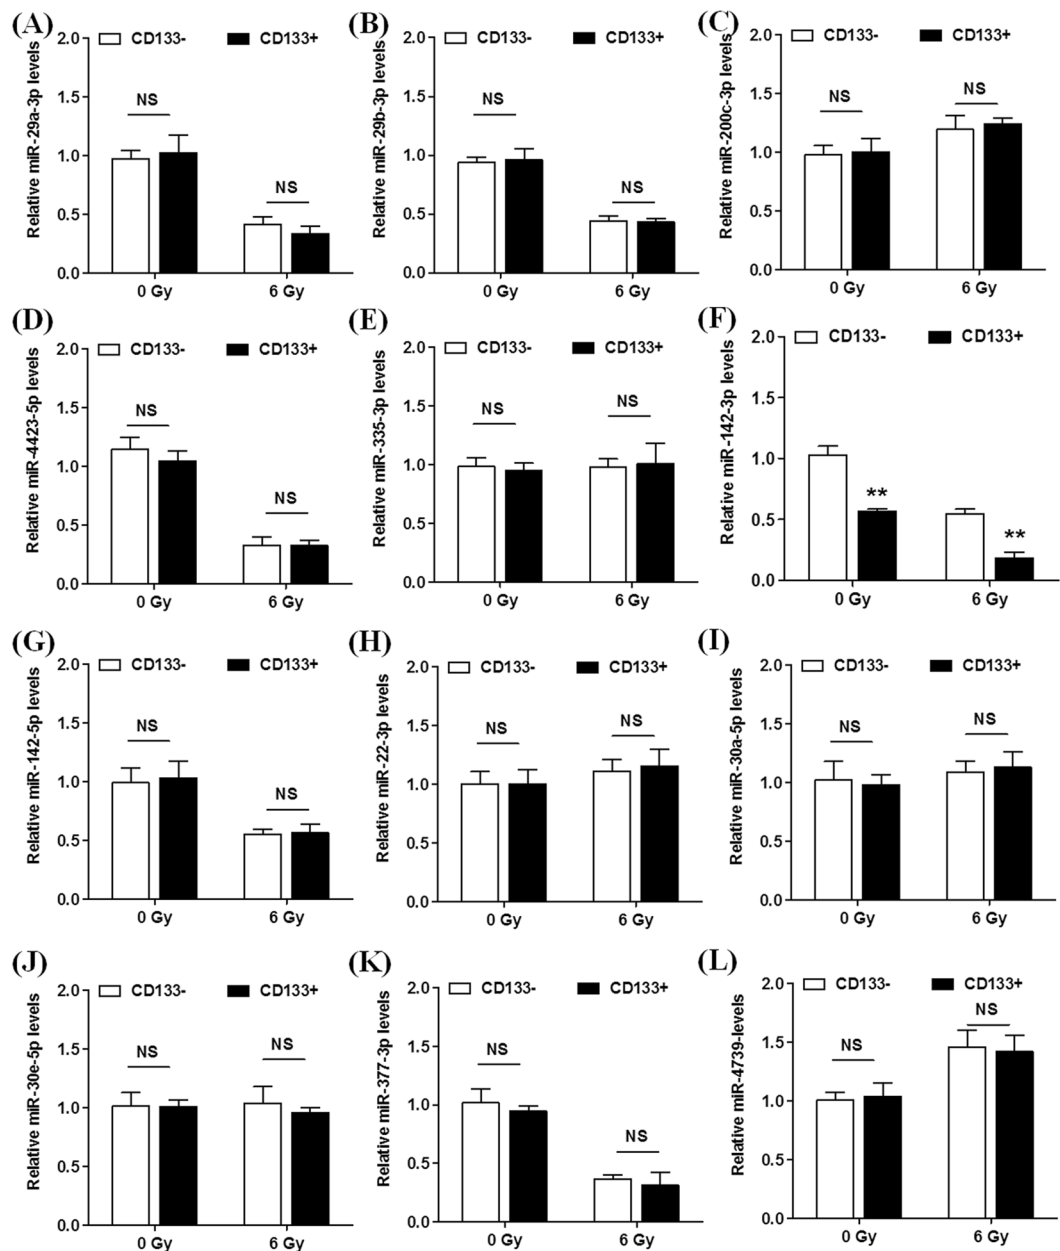 (A)
CD133- CD133+
Relative miR-29a-3p levels
2.0
1.5
1.0
0.5
0.0
NS
NS
0 Gy 6 Gy
(B)
CD133- CD133+
Relative miR-29b-3p levels
2.0
1.5
1.0
0.5
0.0
NS
NS
0 Gy 6 Gy
(C)
CD133- CD133+
Relative miR-200c-3p levels
2.0
1.5
1.0
0.5
0.0
NS
NS
0 Gy 6 Gy
(D)
CD133- CD133+
Relative miR-4423-5p levels
2.0
1.5
1.0
0.5
0.0
NS
NS
0 Gy 6 Gy
(E)
CD133- CD133+
Relative miR-335-3p levels
2.0
1.5
1.0
0.5
0.0
NS
NS
0 Gy 6 Gy
(F)
CD133- CD133+
Relative miR-142-3p levels
2.0
1.5
1.0
0.5
0.0
**
**
0 Gy 6 Gy
(G)
CD133- CD133+
Relative miR-142-5p levels
2.0
1.5
1.0
0.5
0.0
NS
NS
0 Gy 6 Gy
(H)
CD133- CD133+
Relative miR-22-3p levels
2.0
1.5
1.0
0.5
0.0
NS
NS
0 Gy 6 Gy
(I)
CD133- CD133+
Relative miR-30a-5p levels
2.0
1.5
1.0
0.5
0.0
NS
NS
0 Gy 6 Gy
(J)
CD133- CD133+
Relative miR-30e-5p levels
2.0
1.5
1.0
0.5
0.0
NS
NS
0 Gy 6 Gy
(K)
CD133- CD133+
Relative miR-377-3p levels
2.0
1.5
1.0
0.5
0.0
NS
NS
0 Gy 6 Gy
(L)
CD133- CD133+
Relative miR-4739-levels
2.0
1.5
1.0
0.5
0.0
NS
NS
0 Gy 6 Gy